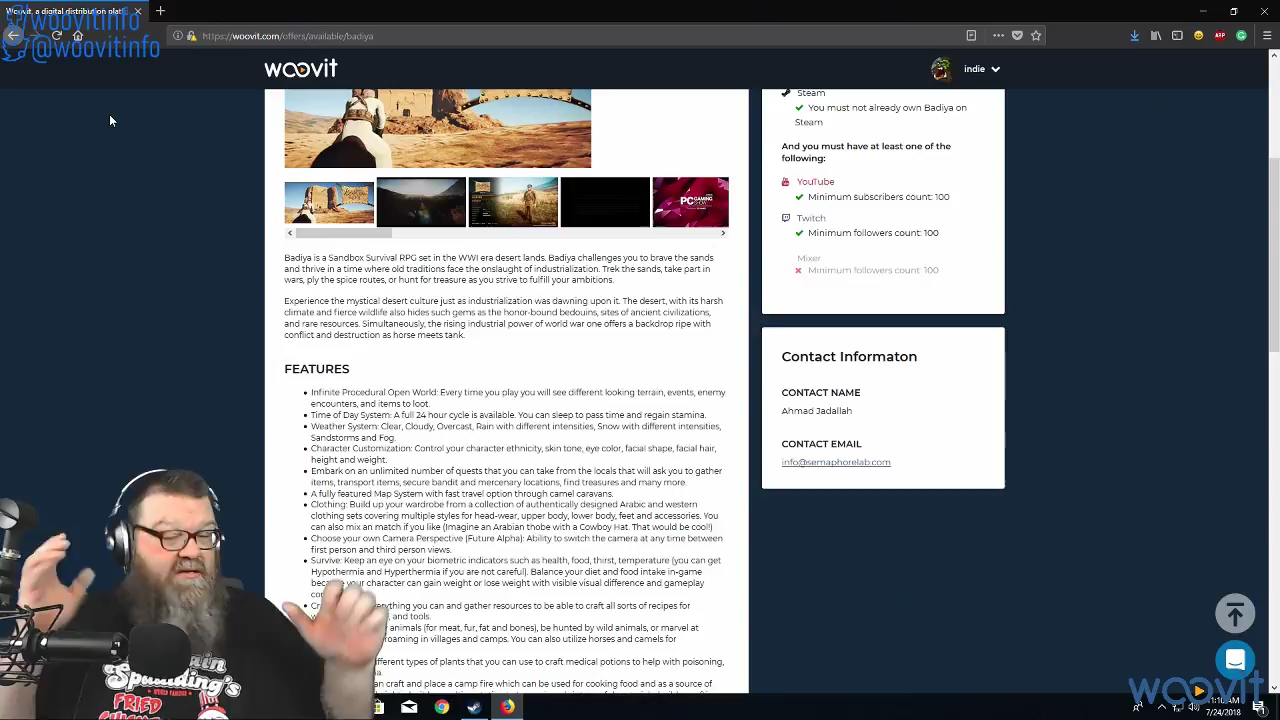 Woovit, a digital distribution plat
woovitinfo
@woovitinfo
https://woovit.com/offers/available/badiya
woovit
indie
Steam
You must not already own Badiya on
Steam
And you must have at least one of the
following:
YouTube
Minimum subscribers count: 100
Twitch
Minimum followers count: 100
Mixer
Minimum followers count: 100
PC GAMING SHOW
Badiya is a Sandbox Survival RPG set in the WWI era desert lands. Badiya challenges you to brave the sands
and thrive in a time where old traditions face the onslaught of industrialization. Trek the sands, take part in
wars, ply the spice routes, or hunt for treasure as you strive to fulfill your ambitions.
Experience the mystical desert culture just as industrialization was dawning upon it. The desert, with its harsh
climate and fierce wildlife also hides such gems as the honor-bound bedouins, sites of ancient civilizations,
and rare resources. Simultaneously, the rising industrial power of world war one offers a backdrop ripe with
conflict and destruction as horse meets tank.
FEATURES
Infinite Procedural Open World: Every time you play you will see different looking terrain, events, enemy
encounters, and items to loot.
Time of Day System: A full 24 hour cycle is available. You can sleep to pass time and regain stamina.
Weather System: Clear, Cloudy, Overcast, Rain with different intensities, Snow with different intensities,
Sandstorms and Fog.
Character Customization: Control your character ethnicity, skin tone, eye color, facial shape, facial hair,
height and weight.
Embark on an unlimited number of quests that you can take from the locals that will ask you to gather
items, transport items, secure bandit and mercenary locations, find treasures and many more.
A fully featured Map System with fast travel option through camel caravans.
Clothing: Build up your wardrobe from a collection of authentically designed Arabic and western
clothing sets covering multiple styles for head-wear, upper body, lower body, feet and accessories. You
can also mix an match if you like (Imagine an Arabian thobe with a Cowboy Hat. That would be cool!)
Choose your own Camera Perspective (Future Alpha): Ability to switch the camera at any time between
first person and third person views.
Survive: Keep an eye on your biometric indicators such as health, food, thirst, temperature (you can get
Hypothermia and Hyperthermia if you are not careful). Balance your diet and food intake in-game
your character can gain weight or lose weight with visible visual difference and gameplay
everything you can and gather resources to be able to craft all sorts of recipes for
and tools.
animals (for meat, fur, fat and bones), be hunted by wild animals, or marvel at
roaming in villages and camps. You can also utilize horses and camels for
different types of plants that you can use to craft medical potions to help with poisoning,
craft and place a camp fire which can be used for cooking food and as a source of
Contact Informaton
CONTACT NAME
Ahmad Jadallah
CONTACT EMAIL
info@semaphorelab.com
Spaulding's
WORLD FAMOUS
FRIED
woovit
7/24/2018